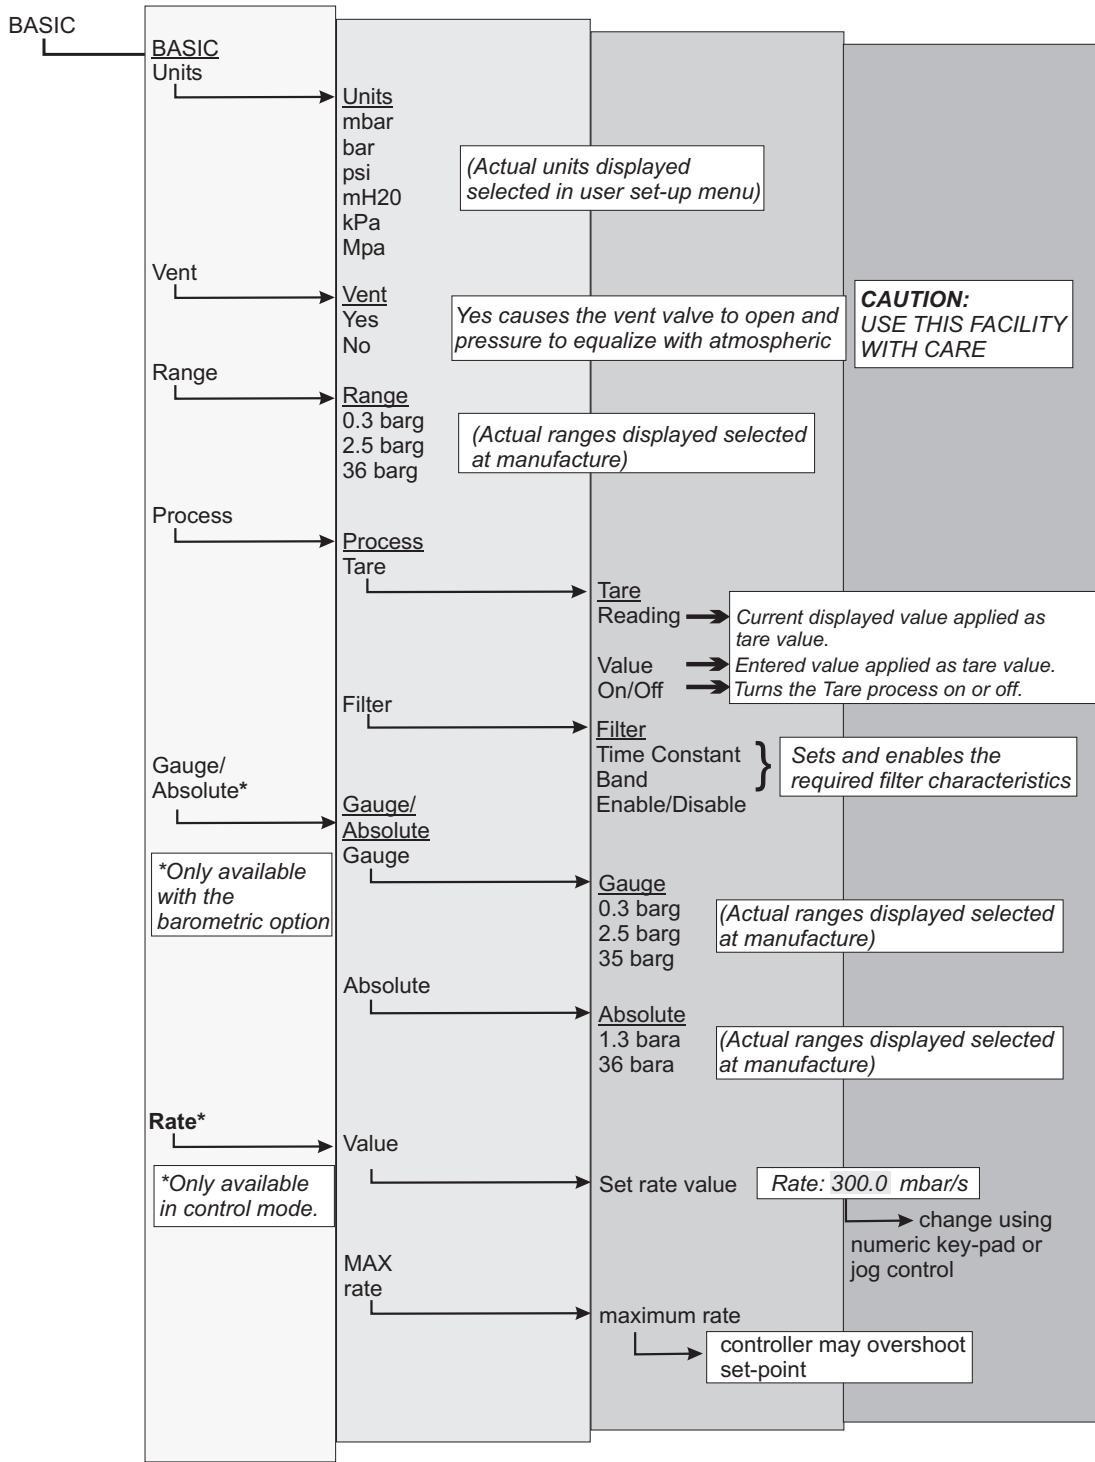 BASIC
BASIC
Units
Units
mbar
bar
psi
mH20
kPa
Mpa
(Actual units displayed
selected in user set-up menu)
Vent
Vent
Yes
No
Yes causes the vent valve to open and
pressure to equalize with atmospheric
CAUTION:
USE THIS FACILITY
WITH CARE
Range
Range
0.3 barg
2.5 barg
36 barg
(Actual ranges displayed selected
at manufacture)
Process
Process
Tare
Tare
Reading
Current displayed value applied as
tare value.
Value
Entered value applied as tare value.
On/Off
Turns the Tare process on or off.
Filter
Filter
Time Constant
Band
Enable/Disable
}
Sets and enables the
required filter characteristics
Gauge/
Absolute*
*Only available
with the
barometric option
Gauge/
Absolute
Gauge
Gauge
0.3 barg
2.5 barg
35 barg
(Actual ranges displayed selected
at manufacture)
Absolute
Absolute
1.3 bara
36 bara
(Actual ranges displayed selected
at manufacture)
Rate*
*Only available
in control mode.
Value
Set rate value
Rate: 300.0 mbar/s
change using
numeric key-pad or
jog control
MAX
rate
maximum rate
controller may overshoot
set-point